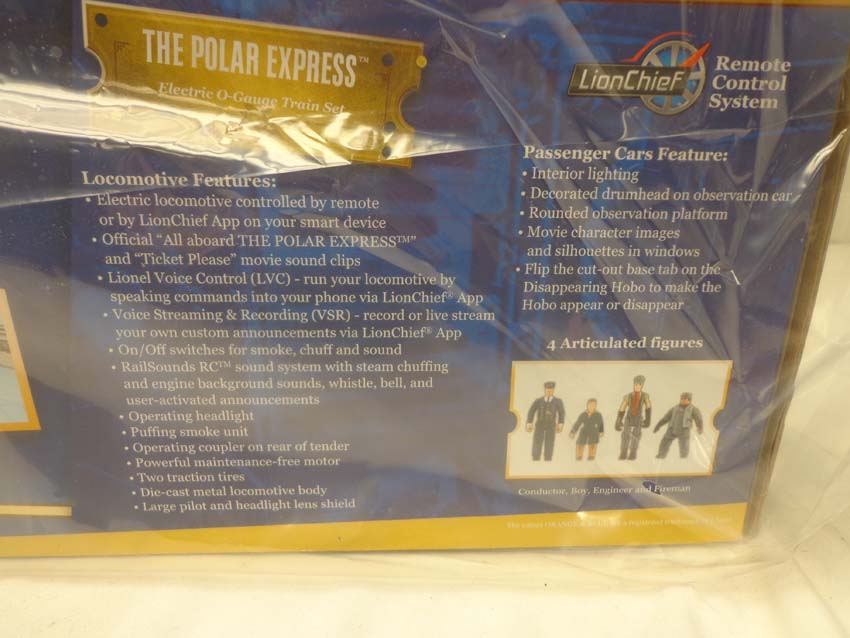 THE POLAR EXPRESS™
Electric O-Gauge Train Set
LionChief
Remote
Control
System
Locomotive Features:
• Electric locomotive controlled by remote
or by LionChief App on your smart device
• Official “All aboard THE POLAR EXPRESS™”
and “Ticket Please” movie sound clips
• Lionel Voice Control (LVC) - run your locomotive by
speaking commands into your phone via LionChief® App
• Voice Streaming & Recording (VSR) - record or live stream
your own custom announcements via LionChief® App
• On/Off switches for smoke, chuff and sound
• RailSounds RC™ sound system with steam chuffing
and engine background sounds, whistle, bell, and
user-activated announcements
• Operating headlight
• Puffing smoke unit
• Operating coupler on rear of tender
• Powerful maintenance-free motor
• Two traction tires
• Die-cast metal locomotive body
• Large pilot and headlight lens shield
Passenger Cars Feature:
• Interior lighting
• Decorated drumhead on observation car
• Rounded observation platform
• Movie character images
and silhouettes in windows
• Flip the cut-out base tab on the
Disappearing Hobo to make the
Hobo appear or disappear
4 Articulated figures
Conductor, Boy, Engineer and Fireman
The colors ORANGE
a registered